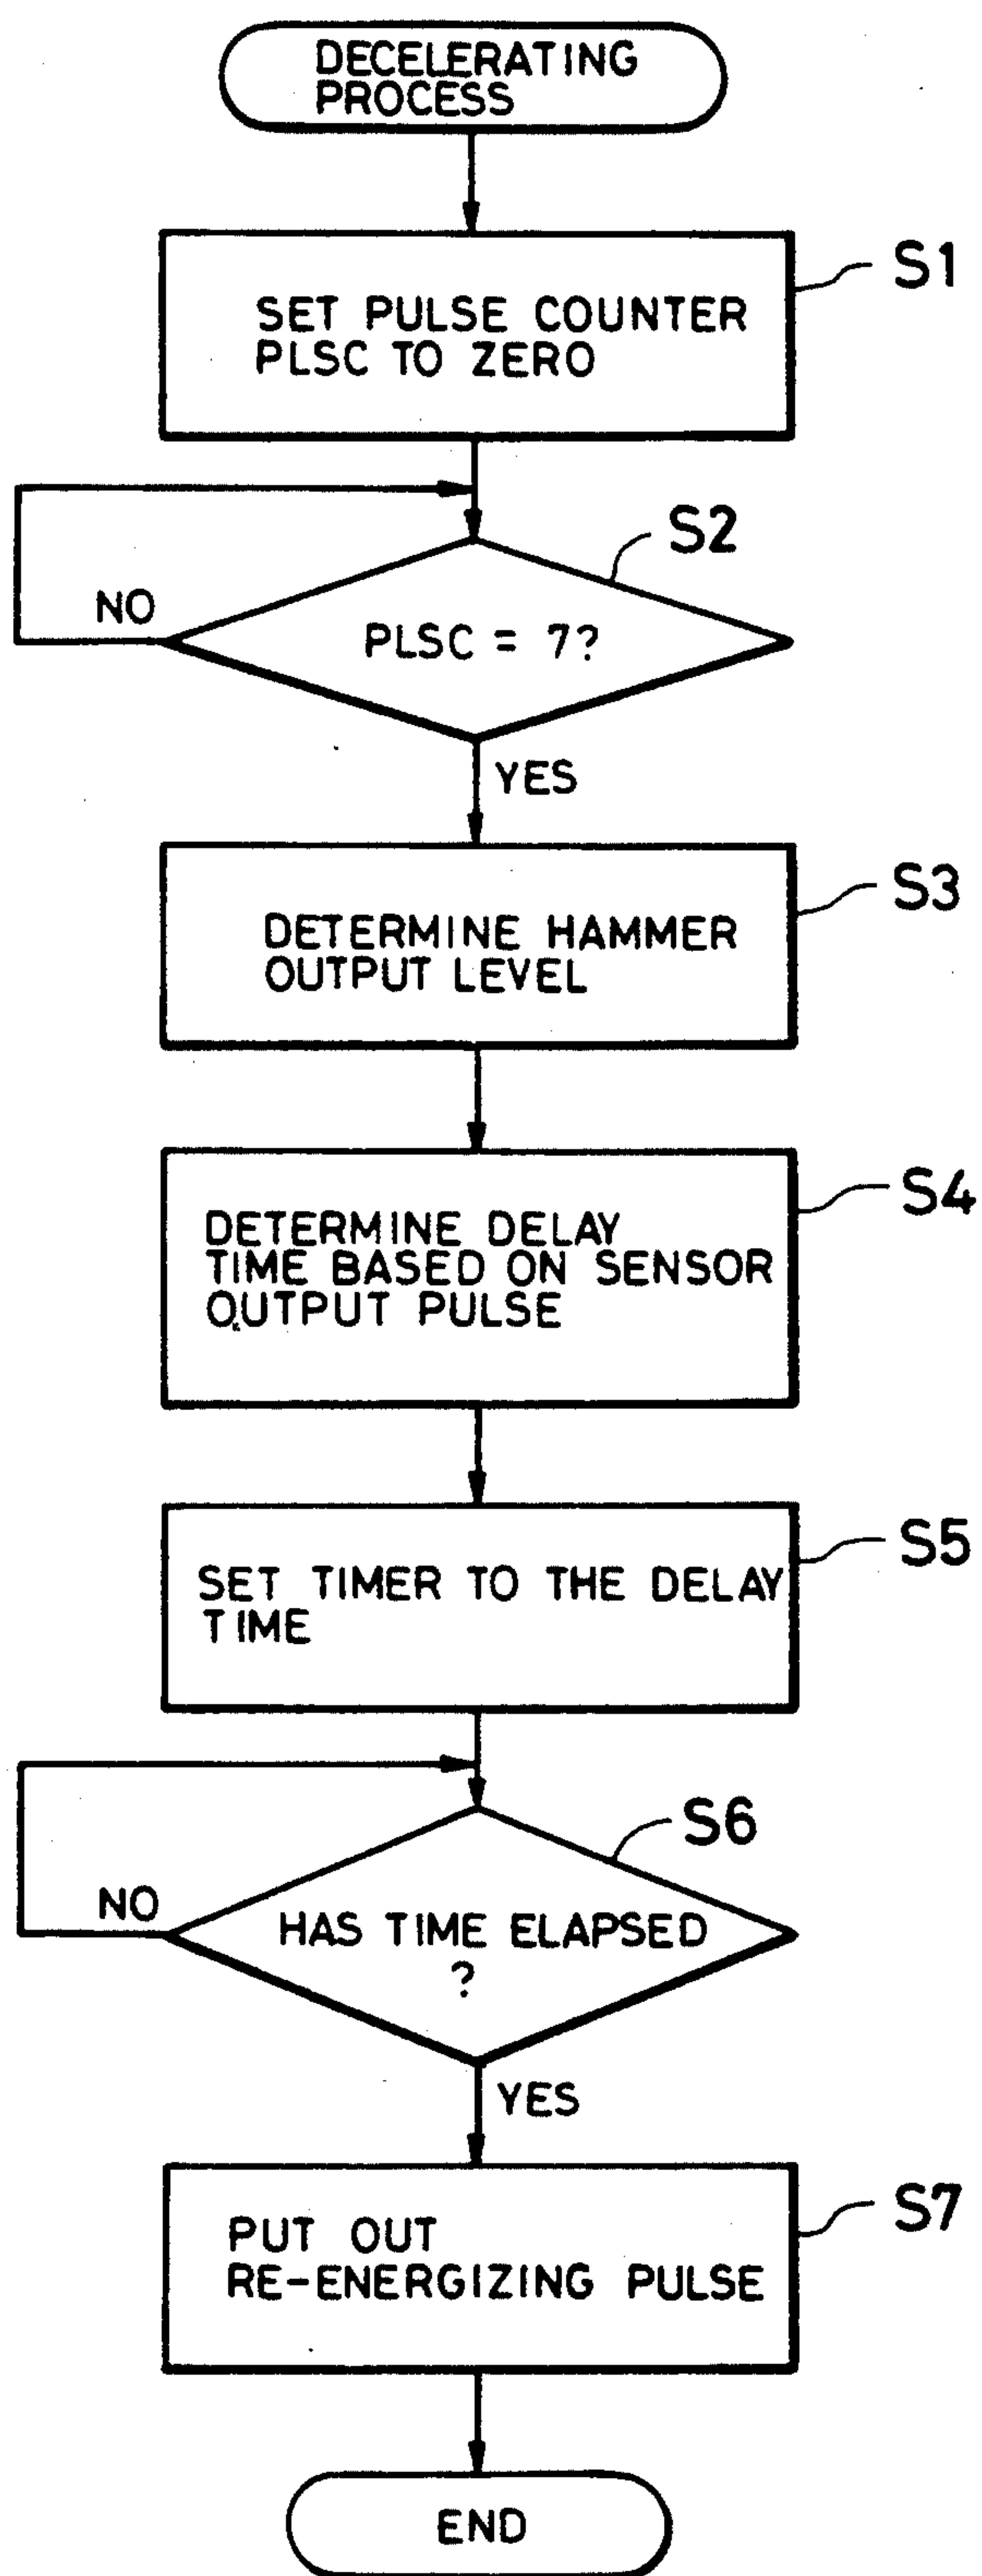 DECELERATING
PROCESS
S1
SET PULSE COUNTER
PLSC TO ZERO
S2
NO
PLSC = 7?
YES
S3
DETERMINE HAMMER
OUTPUT LEVEL
S4
DETERMINE DELAY
TIME BASED ON SENSOR
OUTPUT PULSE
S5
SET TIMER TO THE DELAY
TIME
S6
NO
HAS TIME ELAPSED
?
YES
S7
PUT OUT
RE-ENERGIZING PULSE
END